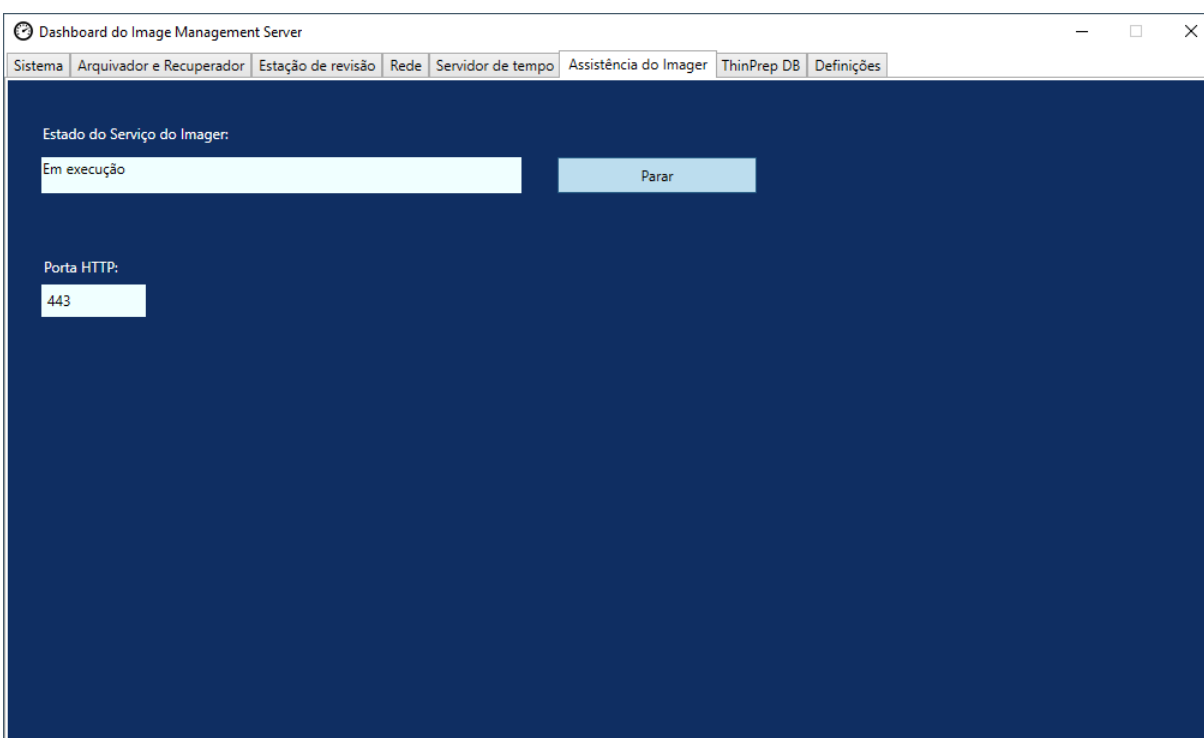 Dashboard do Image Management Server
Sistema Arquivador e Recuperador Estação de revisão Rede Servidor de tempo Assistência do Imager ThinPrep DB Definições
Estado do Serviço do Imager:
Em execução Parar
Porta HTTP:
443